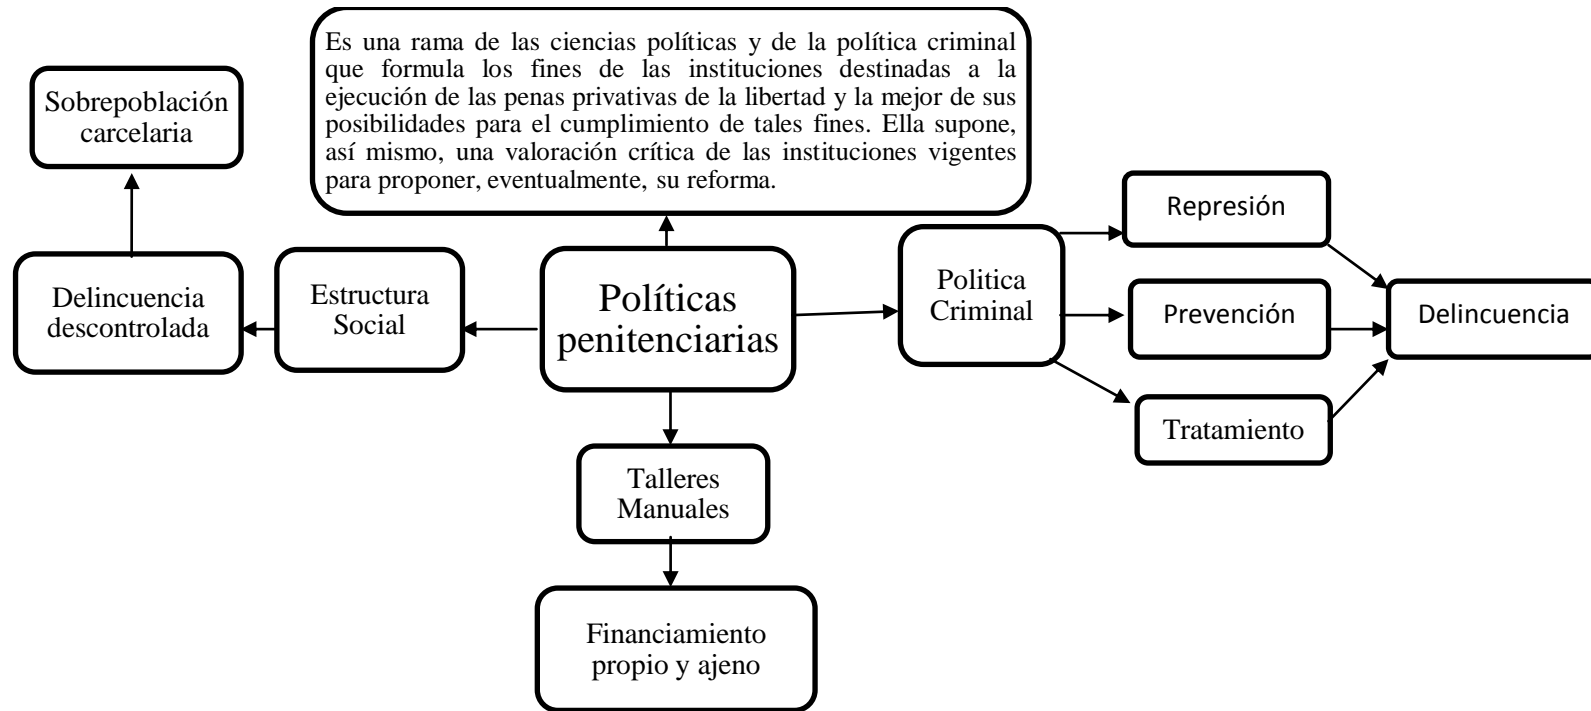 Es una rama de las ciencias políticas y de la política criminal
que formula los fines de las instituciones destinadas a la
ejecución de las penas privativas de la libertad y la mejor de sus
posibilidades para el cumplimiento de tales fines. Ella supone,
así mismo, una valoración crítica de las instituciones vigentes
para proponer, eventualmente, su reforma.
Sobrepoblación
carcelaria
Delincuencia
descontrolada
Estructura
Social
Políticas
penitenciarias
Politica
Criminal
Represión
Prevención
Tratamiento
Delincuencia
Talleres
Manuales
Financiamiento
propio y ajeno